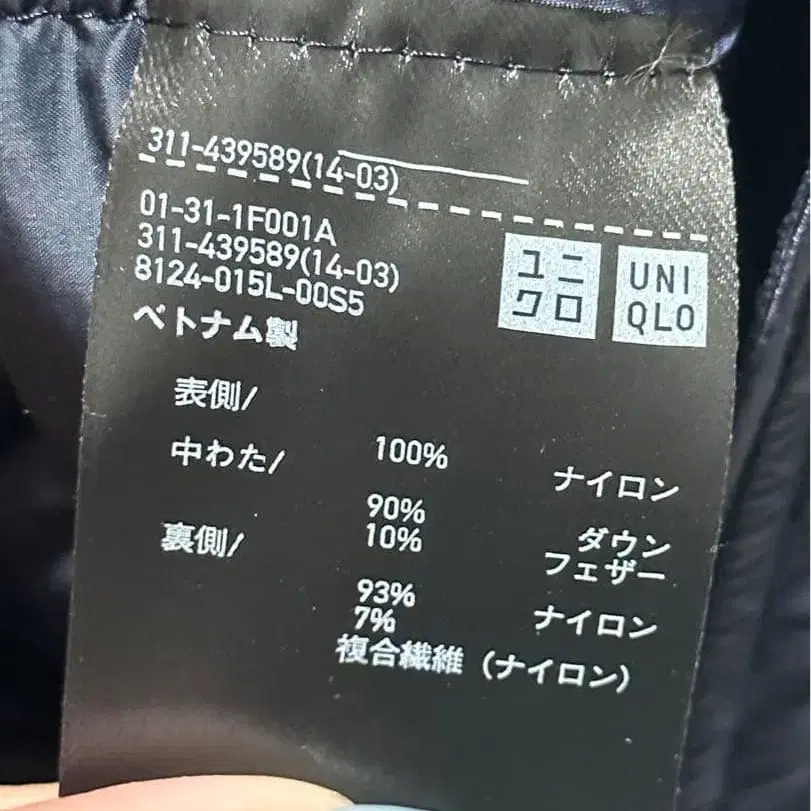 311-439589(14-03)
01-31-1F001A
311-439589(14-03)
8124-015L-00S5
ベトナム製
ユニ
クロ
UNI
QLO
表側/
100% ナイロン
中わた/
90% ダウン
10% フェザー
裏側/
93% ナイロン
7%
複合繊維(ナイロン)